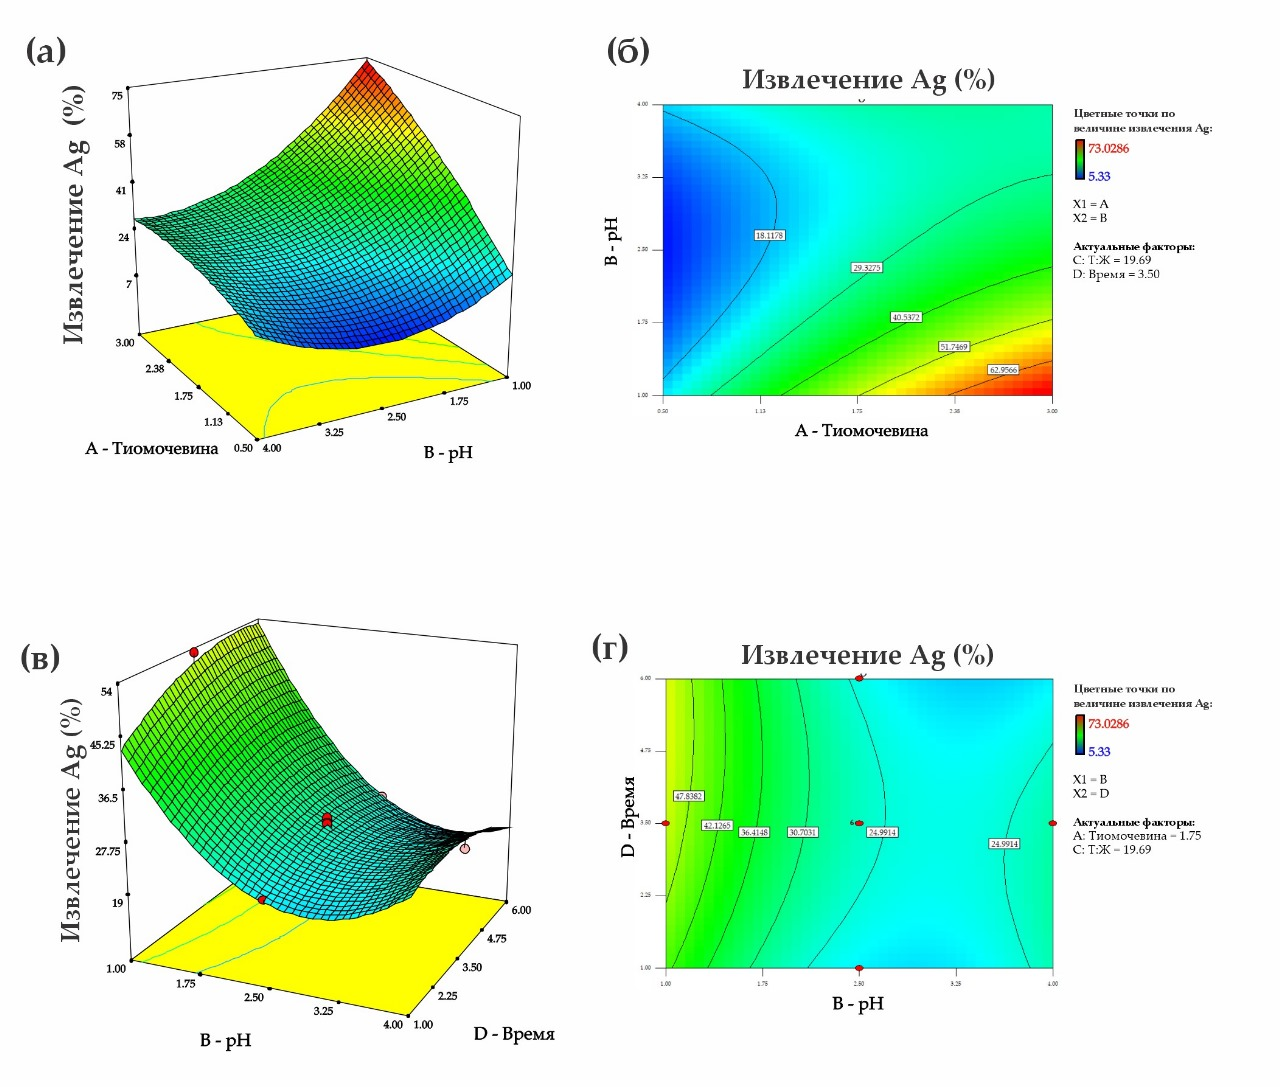 (а)
Извлечение Ag (%)
75
58
41
24
7
3.00
2.38
1.75
1.13
0.50
A - Тиомочевина
4.00
3.25
2.50
1.75
1.00
B - pH
(б)
Извлечение Ag (%)
B - pH
4.00
3.25
2.50
1.75
1.00
18.1178
29.3275
40.5372
51.7469
62.9566
0.50
1.13
1.75
2.38
3.00
A - Тиомочевина
Цветные точки по
величине извлечения Ag:
73.0286
5.33
X1 = A
X2 = B
Актуальные факторы:
C: Т:Ж = 19.69
D: Время = 3.50
(в)
Извлечение Ag (%)
54
45.25
36.5
27.75
19
1.00
1.75
2.50
3.25
4.00
B - pH
1.00
2.25
3.50
4.75
6.00
D - Время
(г)
Извлечение Ag (%)
D - Время
6.00
4.75
3.50
2.25
1.00
47.8382
42.1265
36.4148
30.7031
6
24.9914
24.9914
1.00
1.75
2.50
3.25
4.00
B - pH
Цветные точки по
величине извлечения Ag:
73.0286
5.33
X1 = B
X2 = D
Актуальные факторы:
A: Тиомочевина = 1.75
C: Т:Ж = 19.69